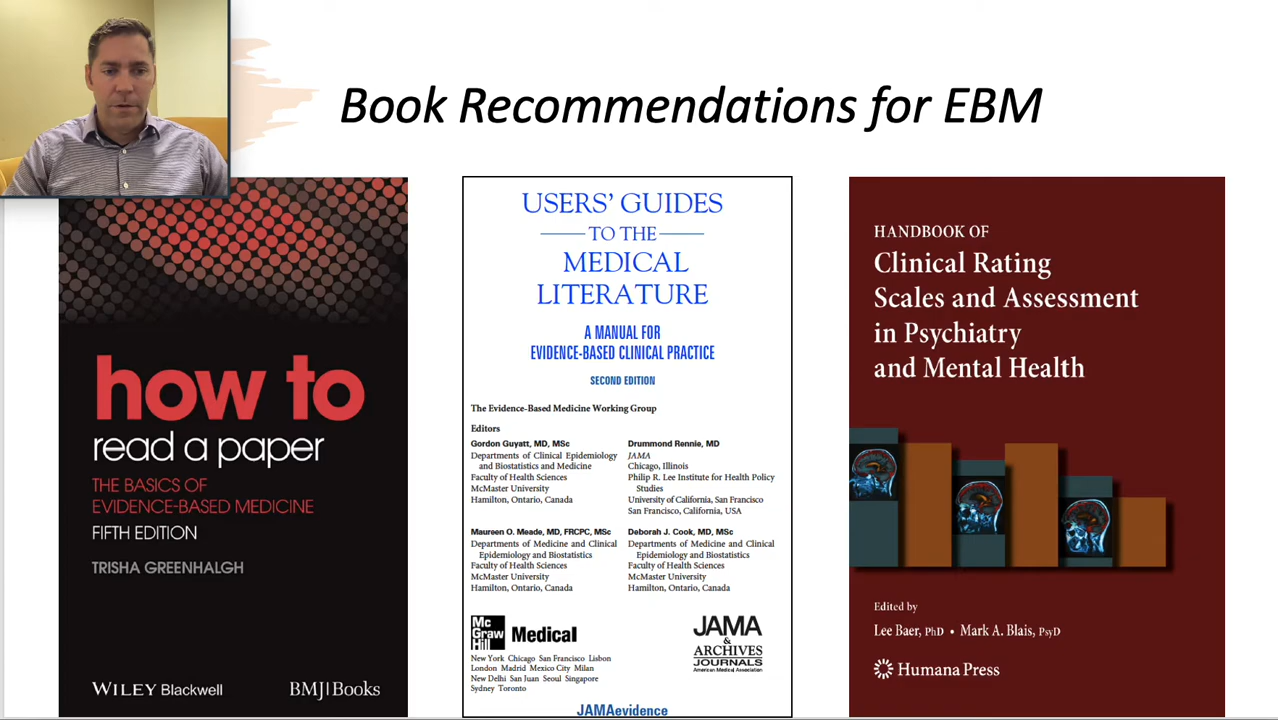 Book Recommendations for EBM
how to
read a paper
THE BASICS OF
EVIDENCE-BASED MEDICINE
FIFTH EDITION
TRISHA GREENHALGH
WILEY Blackwell
BMJ|Books
USERS' GUIDES
TO THE
MEDICAL
LITERATURE
A MANUAL FOR
EVIDENCE-BASED CLINICAL PRACTICE
SECOND EDITION
The Evidence-Based Medicine Working Group
Editors
Gordon Guyatt, MD, MSc
Departments of Clinical Epidemiology
and Biostatistics and Medicine
Faculty of Health Sciences
McMaster University
Hamilton, Ontario, Canada
Drummond Rennie, MD
JAMA
Chicago, Illinois
Philip R. Lee Institute for Health Policy
Studies
University of California, San Francisco
San Francisco, California, USA
Maureen O. Meade, MD, FRCPC, MSc
Departments of Medicine and Clinical
Epidemiology and Biostatistics
Faculty of Health Sciences
McMaster University
Hamilton, Ontario, Canada
Deborah J. Cook, MD, MSc
Departments of Medicine and Clinical
Epidemiology and Biostatistics
Faculty of Health Sciences
McMaster University
Hamilton, Ontario, Canada
Mc
Graw
Hill
Medical
New York Chicago San Francisco Lisbon
London Madrid Mexico City Milan
New Delhi San Juan Seoul Singapore
Sydney Toronto
JAMA
&
ARCHIVES
JOURNALS
American Medical Association
JAMAevidence
HANDBOOK OF
Clinical Rating
Scales and Assessment
in Psychiatry
and Mental Health
Edited by
Lee Baer, PhD • Mark A. Blais, PsyD
Humana Press